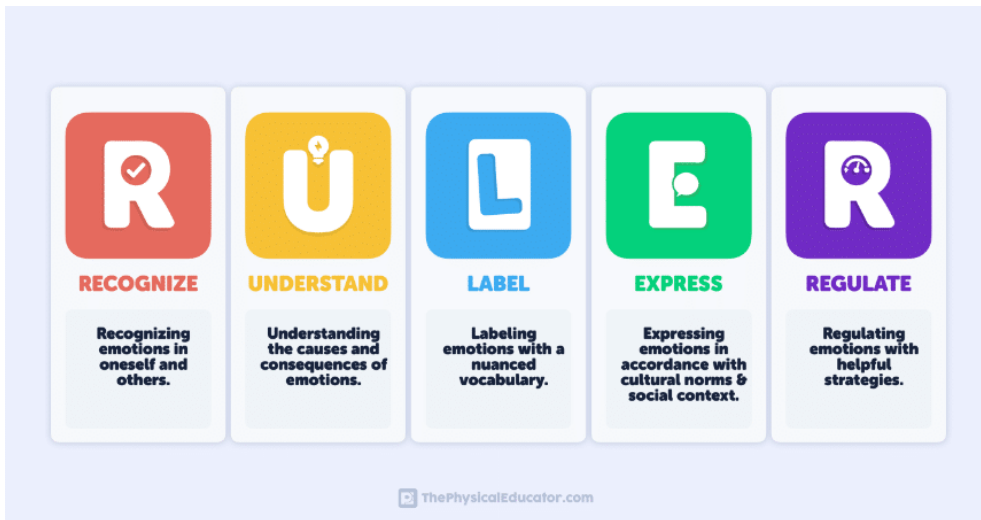 R
U
L
E
R
RECOGNIZE
Recognizing
emotions in
oneself and
others.
UNDERSTAND
Understanding
the causes and
consequences of
emotions.
LABEL
Labeling
emotions with a
nuanced
vocabulary.
EXPRESS
Expressing
emotions in
accordance with
cultural norms &
social context.
REGULATE
Regulating
emotions with
helpful
strategies.
ThePhysicalEducator.com